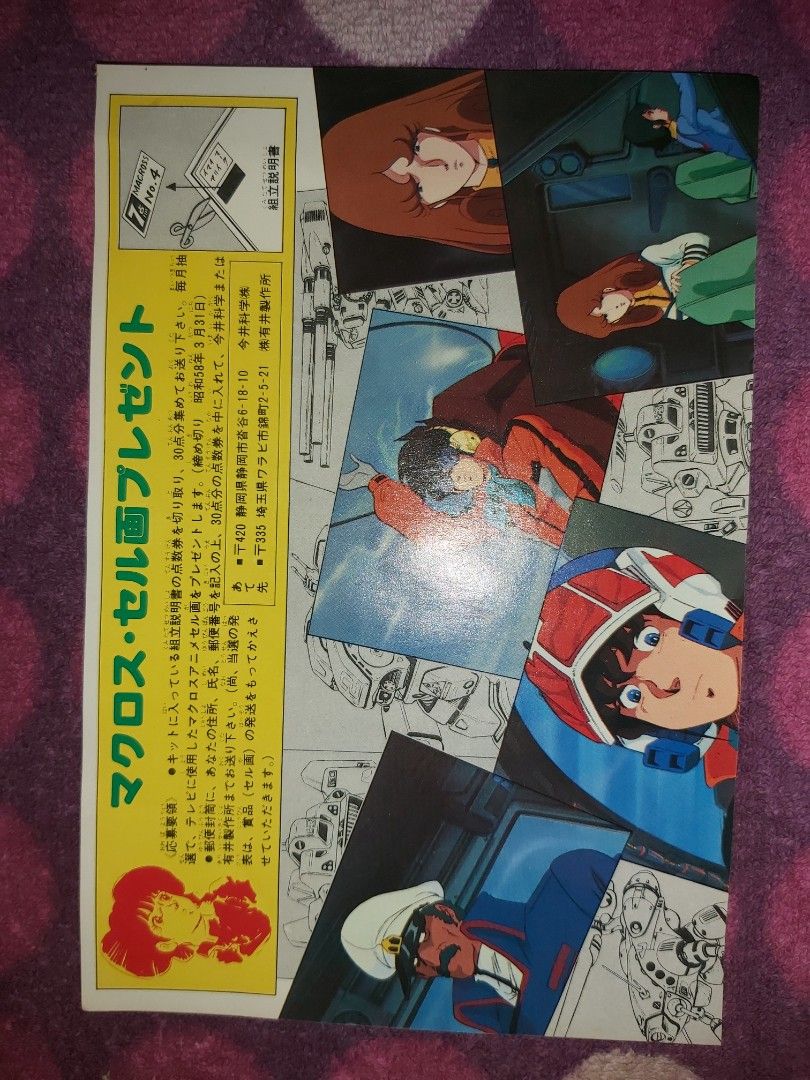 マクロス・セル画プレゼント
〈応募要領〉 ●キットに入っている組立説明書の点数券を切り取り、30点分集めてお送り下さい。毎月抽
選で、テレビに使用したマクロスアニメセル画をプレゼントします。(締め切り 昭和58年3月31日)
●郵便封筒に、あなたの住所、氏名、郵便番号を記入の上、30点分の点数券を中に入れて、今井科学または
有井製作所までお送り下さい。(尚、当選の発
表は、賞品(セル画)の発送をもってかえさ
せていただきます。)
あて先
■〒420 静岡県静岡市沓谷6-18-10 今井科学㈱
■〒335 埼玉県ワラビ市錦町2-5-21 ㈱有井製作所
7点
MACROSS
No.4
組立説明書